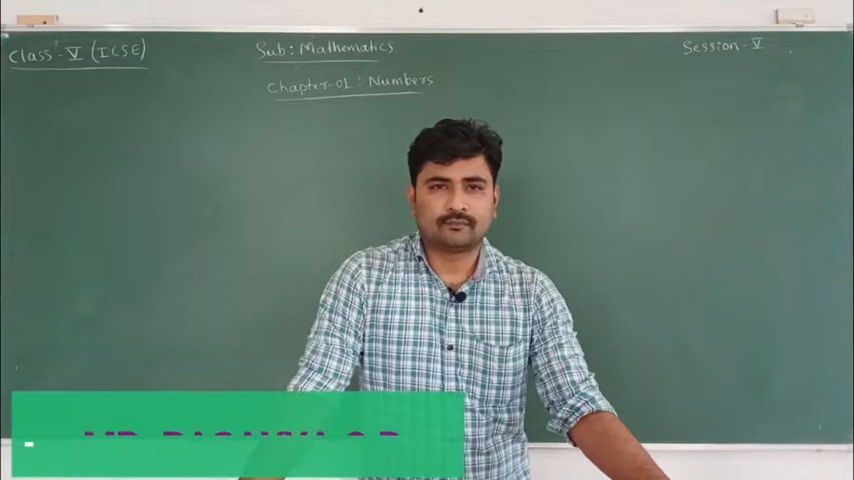 Class - V (ICSE)
Sub : Mathematics
Session - V
Chapter-01 : Numbers